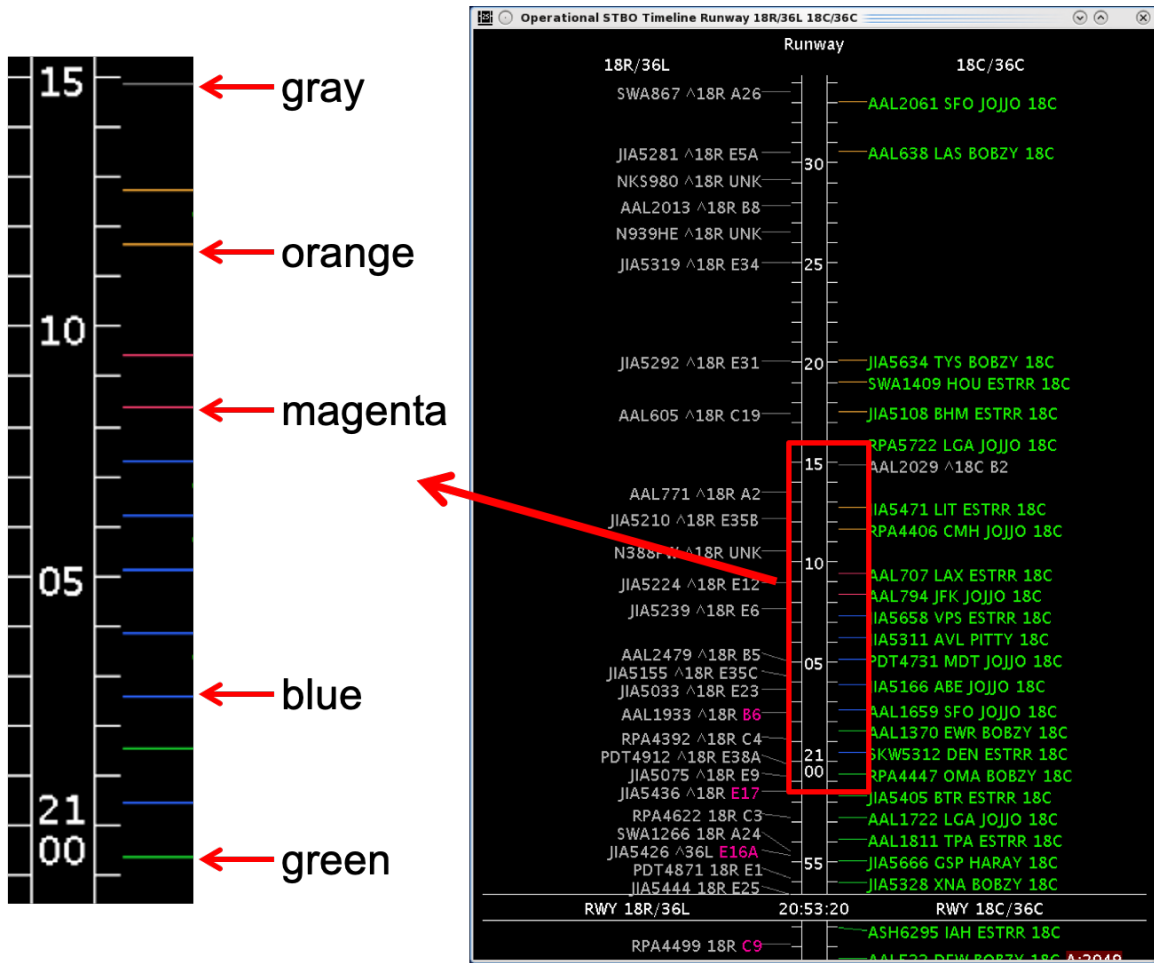 15
gray
orange
10
magenta
05
blue
21
00
green
Operational STBO Timeline Runway 18R/36L 18C/36C
Runway
18R/36L
18C/36C
SWA867 ^18R A26
JIA5281 ^18R E5A
NKS980 ^18R UNK
AAL2013 ^18R B8
N939HE ^18R UNK
JIA5319 ^18R E34
JIA5292 ^18R E31
AAL605 ^18R C19
AAL771 ^18R A2
JIA5210 ^18R E35B
N388FW ^18R UNK
JIA5224 ^18R E12
JIA5239 ^18R E6
AAL2479 ^18R B5
JIA5155 ^18R E35C
JIA5033 ^18R E23
AAL1933 ^18R B6
RPA4392 ^18R C4
PDT4912 ^18R E38A
JIA5075 ^18R E9
JIA5436 ^18R E17
RPA4622 18R C3
SWA1266 18R A24
JIA5426 ^36L E16A
PDT4871 18R E1
JIA5444 18R E25
30
25
20
15
10
05
21
00
55
AAL2061 SFO JOJJO 18C
AAL638 LAS BOBZY 18C
JIA5634 TYS BOBZY 18C
SWA1409 HOU ESTRR 18C
JIA5108 BHM ESTRR 18C
RPA5722 LGA JOJJO 18C
AAL2029 ^18C B2
JIA5471 LIT ESTRR 18C
RPA4406 CMH JOJJO 18C
AAL707 LAX ESTRR 18C
AAL794 JFK JOJJO 18C
JIA5658 VPS ESTRR 18C
JIA5311 AVL PITTY 18C
PDT4731 MDT JOJJO 18C
JIA5166 ABE JOJJO 18C
AAL1659 SFO JOJJO 18C
AAL1370 EWR BOBZY 18C
SKW5312 DEN ESTRR 18C
RPA4447 OMA BOBZY 18C
JIA5405 BTR ESTRR 18C
AAL1722 LGA JOJJO 18C
AAL1811 TPA ESTRR 18C
JIA5666 GSP HARAY 18C
JIA5328 XNA BOBZY 18C
RWY 18R/36L
20:53:20
RWY 18C/36C
RPA4499 18R C9
ASH6295 IAH ESTRR 18C
DFW BOBZY 18C